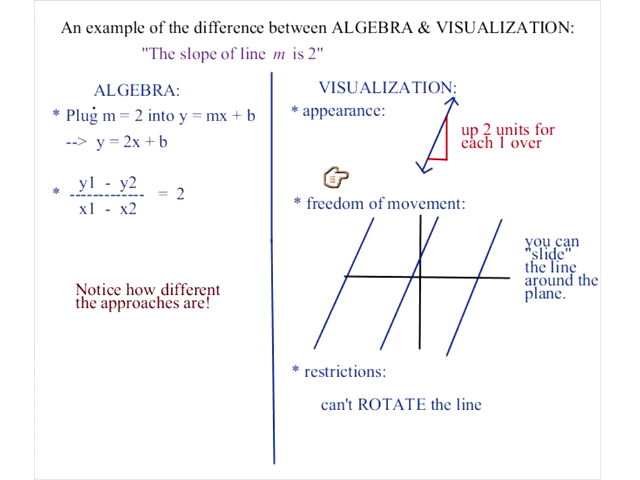 An example of the difference between ALGEBRA & VISUALIZATION:
"The slope of line m is 2"
ALGEBRA:
* Plug m = 2 into y = mx + b
--> y = 2x + b
y1 - y2
* ------------- = 2
x1 - x2
Notice how different
the approaches are!
VISUALIZATION:
* appearance:
up 2 units for
each 1 over
* freedom of movement:
you can
"slide"
the line
around the
plane.
* restrictions:
can't ROTATE the line